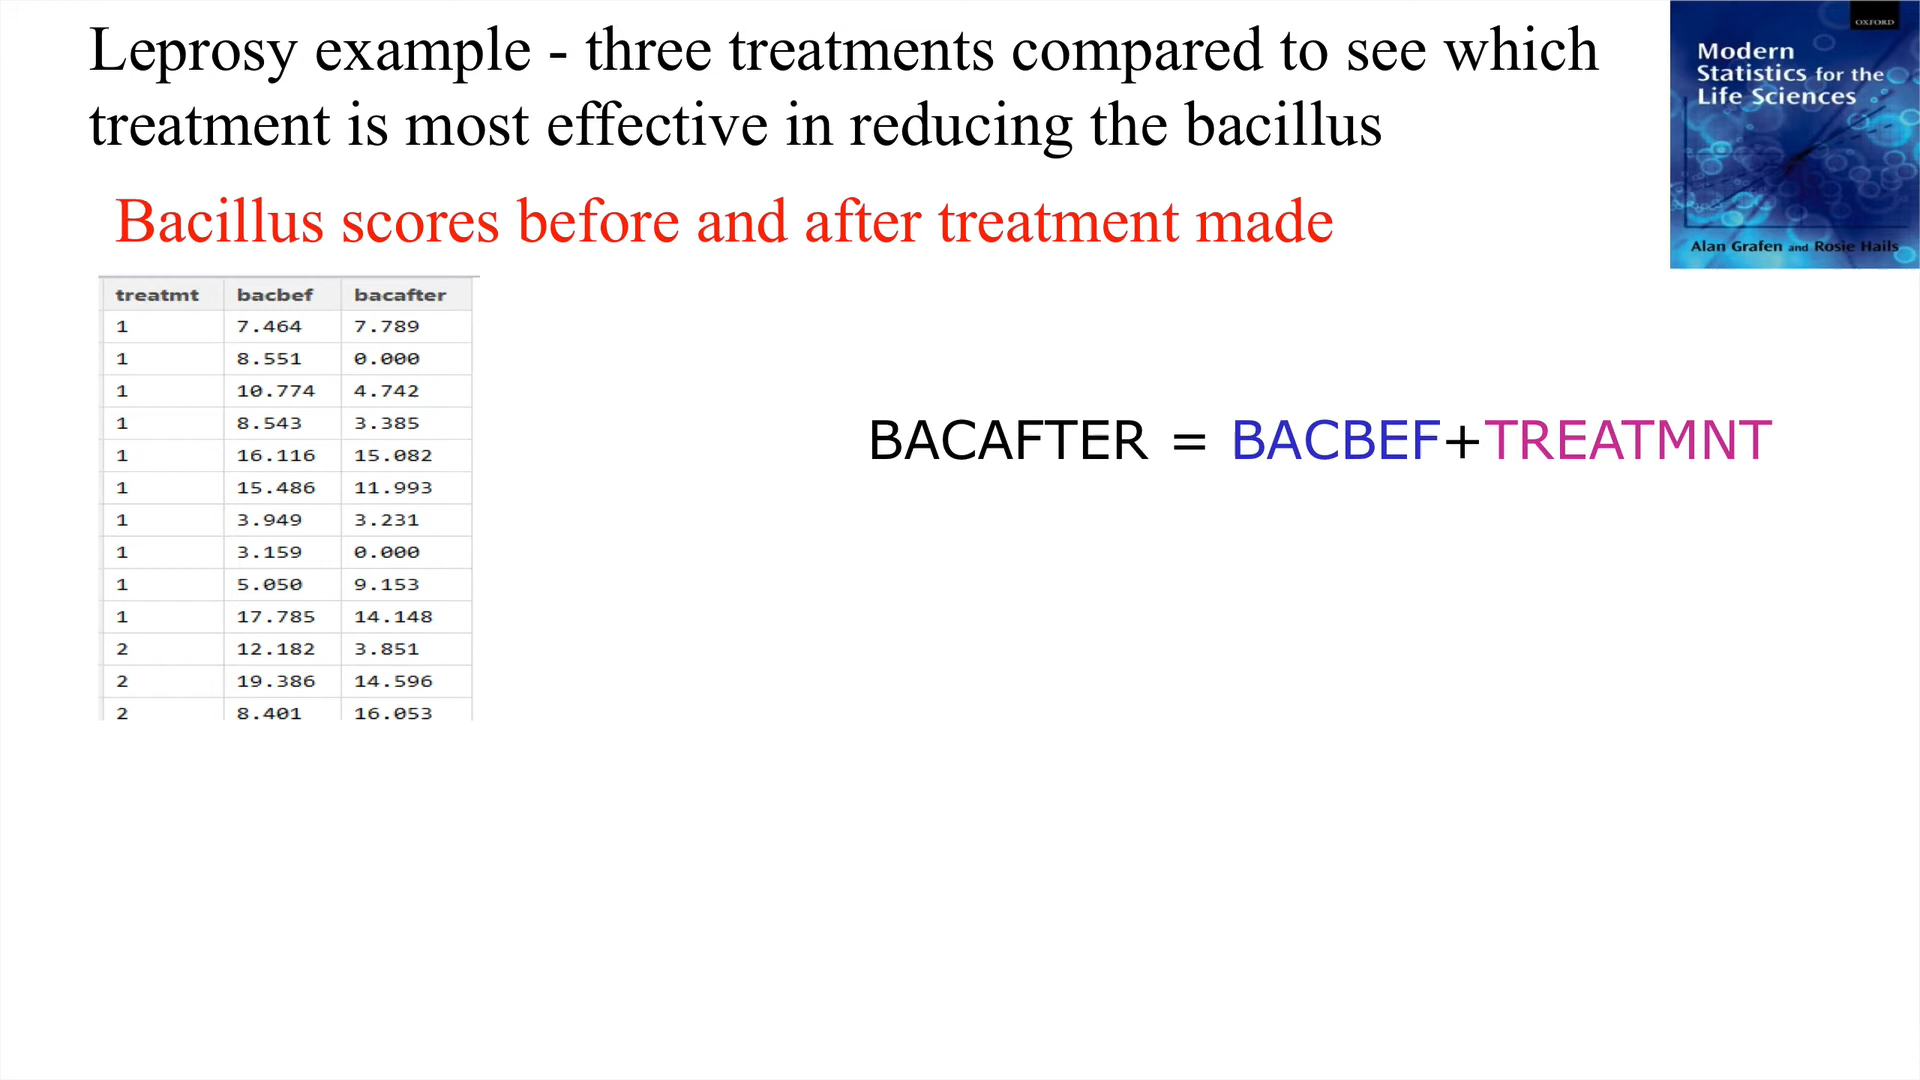 Leprosy example - three treatments compared to see which
treatment is most effective in reducing the bacillus
OXFORD
Modern
Statistics for the
Life Sciences
Alan Grafen and Rosie Hails
Bacillus scores before and after treatment made
treatmt bacbef bacafter
1 7.464 7.789
1 8.551 0.000
1 10.774 4.742
1 8.543 3.385
1 16.116 15.082
1 15.486 11.993
1 3.949 3.231
1 3.159 0.000
1 5.050 9.153
1 17.785 14.148
2 12.182 3.851
2 19.386 14.596
2 8.401 16.053
BACAFTER = BACBEF+TREATMNT